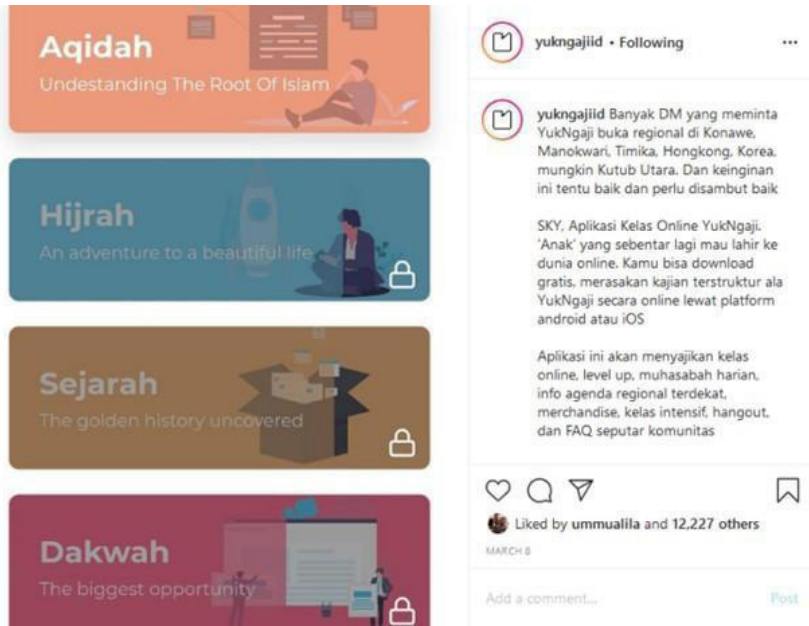 Aqidah
Undestanding The Root Of Islam
Hijrah
An adventure to a beautiful life
Sejarah
The golden history uncovered
Dakwah
The biggest opportunity
yukngajiid • Following
yukngajiid Banyak DM yang meminta
YukNgaji buka regional di Konawe,
Manokwari, Timika, Hongkong, Korea,
mungkin Kutub Utara. Dan keinginan
ini tentu baik dan perlu disambut baik
SKY, Aplikasi Kelas Online YukNgaji.
'Anak' yang sebentar lagi mau lahir ke
dunia online. Kamu bisa download
gratis, merasakan kajian terstruktur ala
YukNgaji secara online lewat platform
android atau iOS
Aplikasi ini akan menyajikan kelas
online, level up, muhasabah harian,
info agenda regional terdekat,
merchandise, kelas intensif, hangout,
dan FAQ seputar komunitas
Liked by ummualila and 12,227 others
MARCH 8
Add a comment...
Post